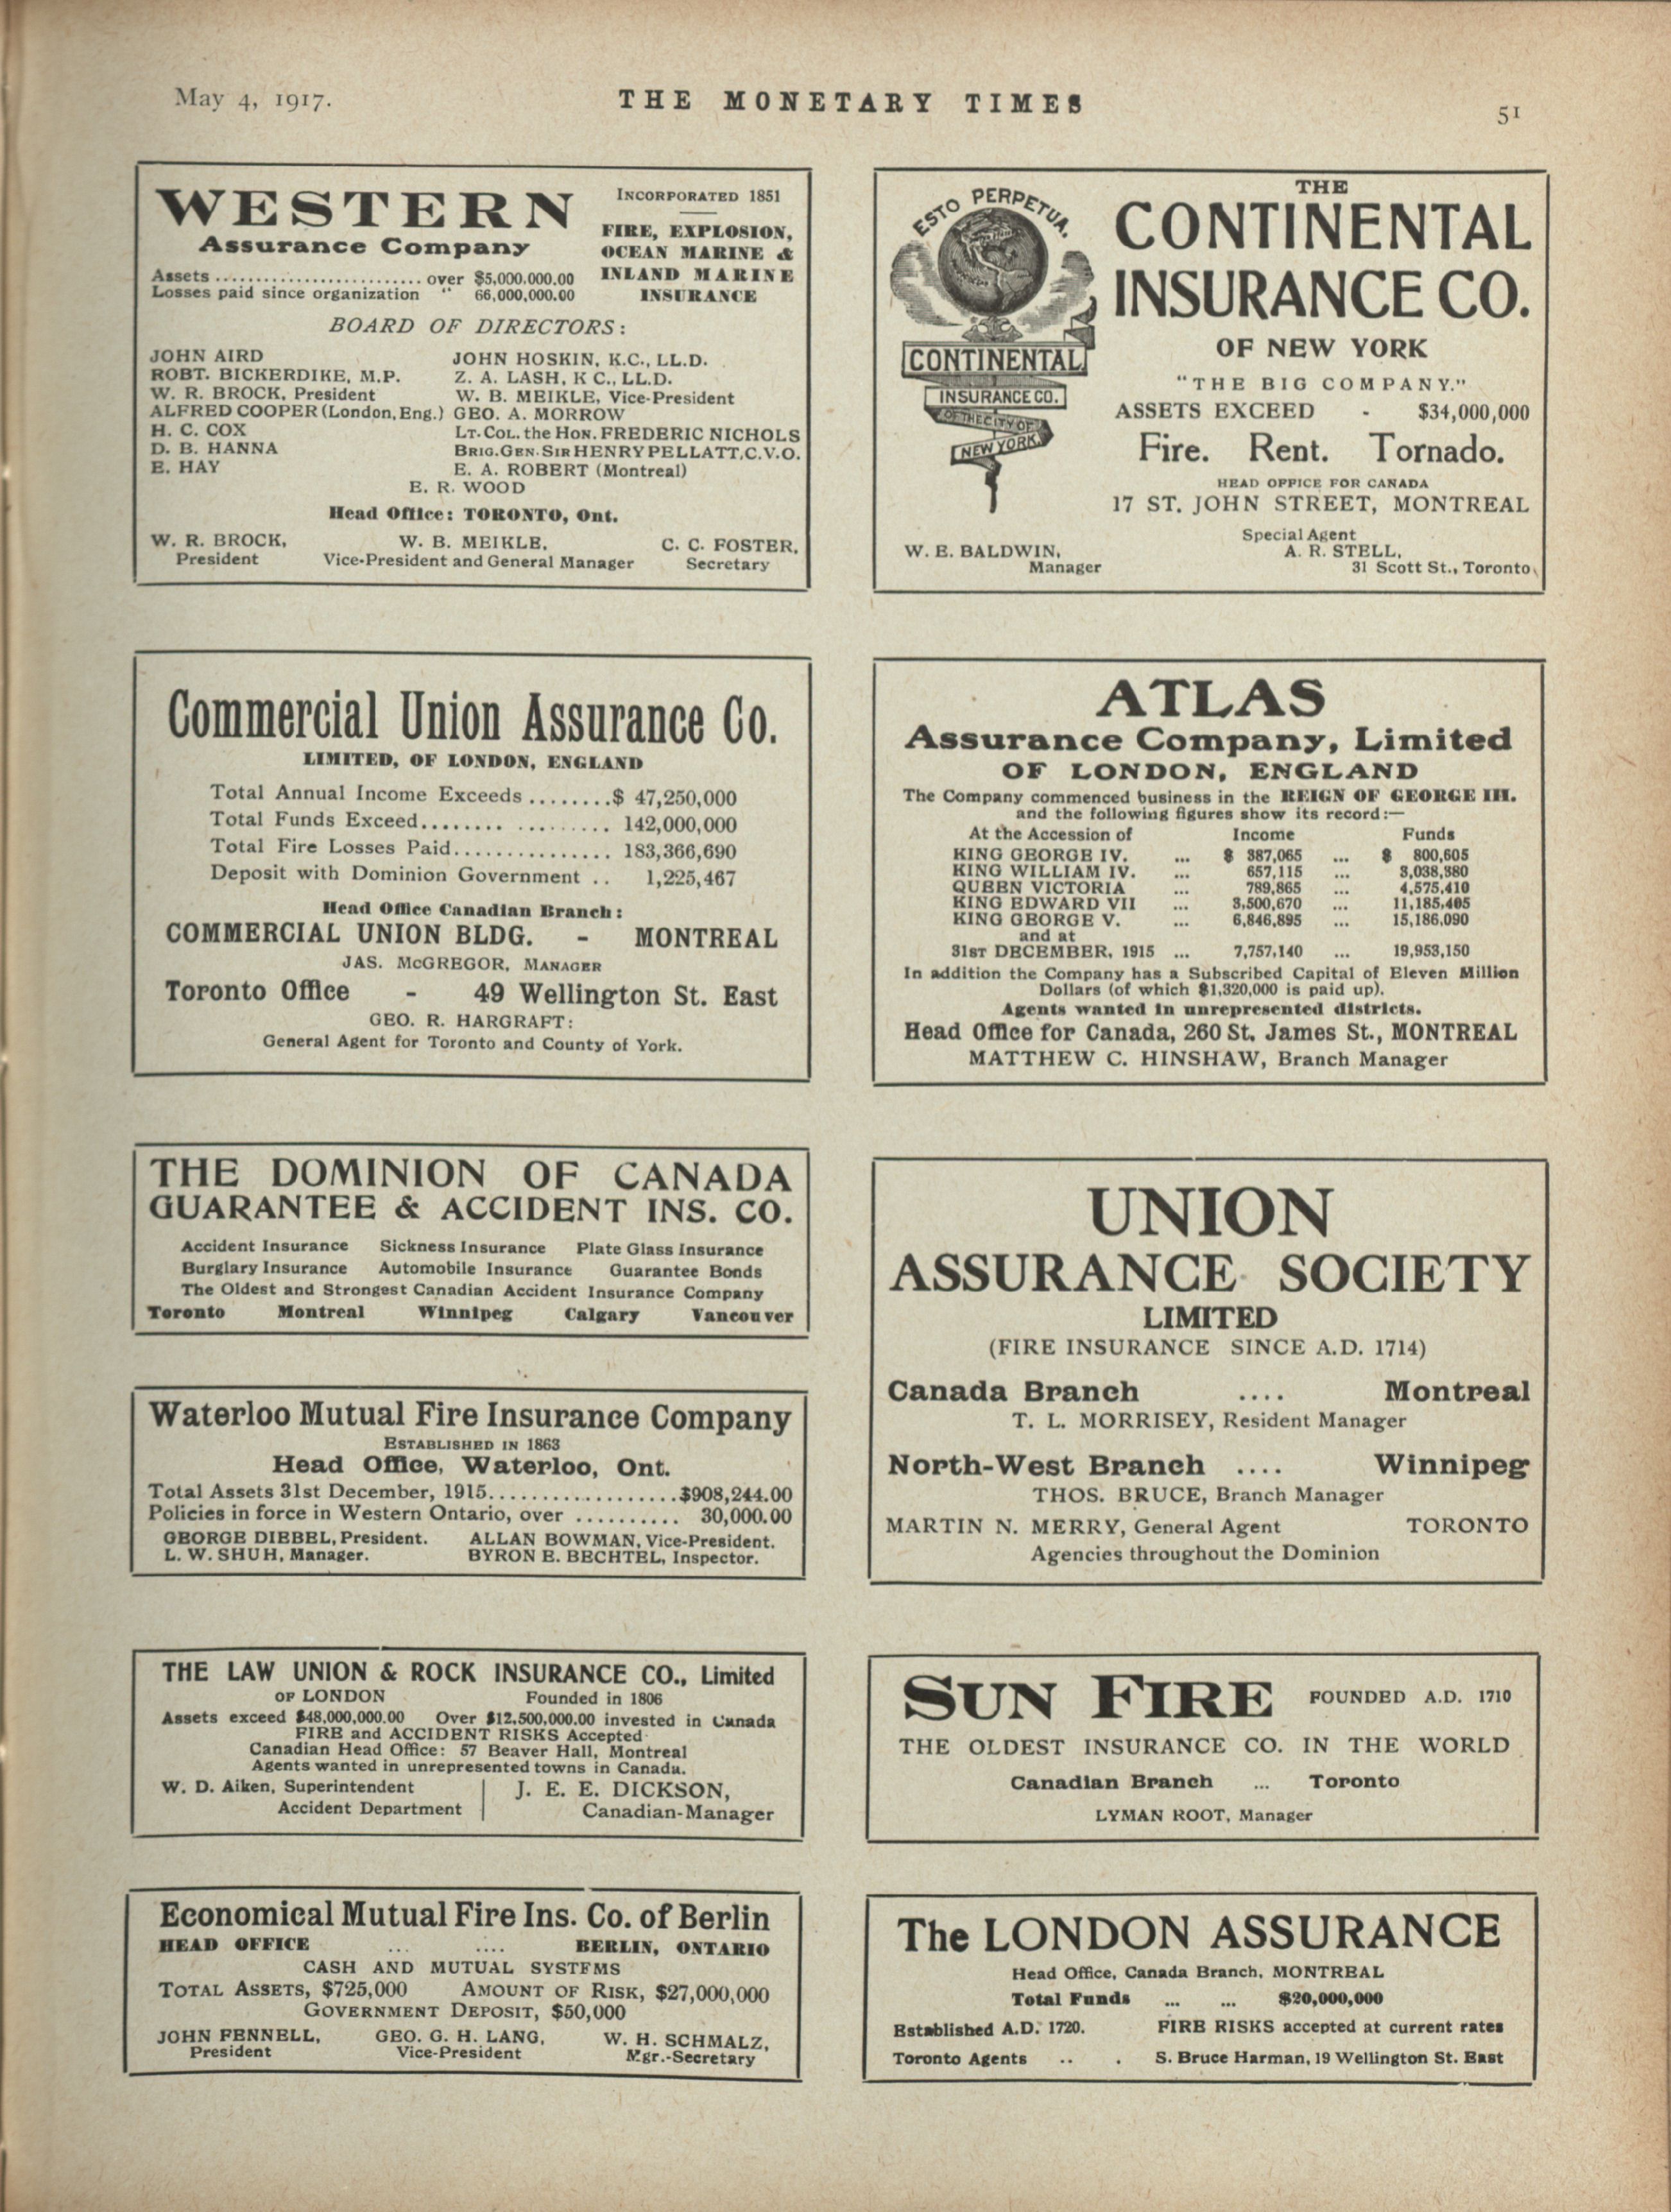 May 4, 1917.
THE MONETARY TIMES
51
WESTERN
Assurance Company
INCORPORATED 1851
FIRE, EXPLOSION,
OCEAN MARINE &
INLAND MARINE
INSURANCE
Assets .......................... over $5,000.000.00
Losses paid since organization " 66,000,000.00
BOARD OF DIRECTORS:
JOHN AIRD JOHN HOSKIN, K.C., LL.D.
ROBT. BICKERDIKE, M.P. Z. A. LASH, K C., LL.D.
W. R. BROCK, President W. B. MEIKLE, Vice-President
ALFRED COOPER (London, Eng.) GEO. A. MORROW
H. C. COX LT. COL. the HON. FREDERIC NICHOLS
D. B. HANNA BRIG.GEN. SIR HENRY PELLATT, C.V.O.
E. HAY E. A. ROBERT (Montreal)
E. R. WOOD
Head Office: TORONTO, Ont.
W. R. BROCK, W. B. MEIKLE, C. C. FOSTER,
President Vice-President and General Manager Secretary
ESTO PERPETUA.
CONTINENTAL
INSURANCE CO.
OF THE CITY OF
NEW YORK
THE
CONTINENTAL
INSURANCE CO.
OF NEW YORK
"THE BIG COMPANY."
ASSETS EXCEED - $34,000,000
Fire. Rent. Tornado.
HEAD OFFICE FOR CANADA
17 ST. JOHN STREET, MONTREAL
Special Agent
W. E. BALDWIN, A. R. STELL,
Manager 31 Scott St., Toronto
Commercial Union Assurance Co.
LIMITED, OF LONDON, ENGLAND
Total Annual Income Exceeds ........$ 47,250,000
Total Funds Exceed........ ......... 142,000,000
Total Fire Losses Paid............... 183,366,690
Deposit with Dominion Government .. 1,225,467
Head Office Canadian Branch:
COMMERCIAL UNION BLDG. - MONTREAL
JAS. McGREGOR, MANAGER
Toronto Office - 49 Wellington St. East
GEO. R. HARGRAFT:
General Agent for Toronto and County of York.
ATLAS
Assurance Company, Limited
OF LONDON, ENGLAND
The Company commenced business in the REIGN OF GEORGE III.
and the following figures show its record:—
At the Accession of Income Funds
KING GEORGE IV. ... $ 387,065 ... $ 800,605
KING WILLIAM IV. ... 657,115 ... 3,038,380
QUEEN VICTORIA ... 789,865 ... 4,575,410
KING EDWARD VII ... 3,500,670 ... 11,185,405
KING GEORGE V. ... 6,846,895 ... 15,186,090
and at
31ST DECEMBER, 1915 ... 7,757,140 ... 19,953,150
In addition the Company has a Subscribed Capital of Eleven Million
Dollars (of which $1,320,000 is paid up).
Agents wanted in unrepresented districts.
Head Office for Canada, 260 St. James St., MONTREAL
MATTHEW C. HINSHAW, Branch Manager
THE DOMINION OF CANADA
GUARANTEE & ACCIDENT INS. CO.
Accident Insurance Sickness Insurance Plate Glass Insurance
Burglary Insurance Automobile Insurance Guarantee Bonds
The Oldest and Strongest Canadian Accident Insurance Company
Toronto Montreal Winnipeg Calgary Vancouver
UNION
ASSURANCE SOCIETY
LIMITED
(FIRE INSURANCE SINCE A.D. 1714)
Canada Branch .... Montreal
T. L. MORRISEY, Resident Manager
North-West Branch .... Winnipeg
THOS. BRUCE, Branch Manager
MARTIN N. MERRY, General Agent TORONTO
Agencies throughout the Dominion
Waterloo Mutual Fire Insurance Company
ESTABLISHED IN 1863
Head Office, Waterloo, Ont.
Total Assets 31st December, 1915..................$908,244.00
Policies in force in Western Ontario, over .......... 30,000.00
GEORGE DIEBEL, President. ALLAN BOWMAN, Vice-President.
L. W. SHUH, Manager. BYRON E. BECHTEL, Inspector.
THE LAW UNION & ROCK INSURANCE CO., Limited
OF LONDON Founded in 1806
Assets exceed $48,000,000.00 Over $12,500,000.00 invested in Canada
FIRE and ACCIDENT RISKS Accepted
Canadian Head Office: 57 Beaver Hall, Montreal
Agents wanted in unrepresented towns in Canada.
W. D. Aiken, Superintendent J. E. E. DICKSON,
Accident Department Canadian-Manager
SUN FIRE FOUNDED A.D. 1710
THE OLDEST INSURANCE CO. IN THE WORLD
Canadian Branch ... Toronto
LYMAN ROOT, Manager
Economical Mutual Fire Ins. Co. of Berlin
HEAD OFFICE ... .... BERLIN, ONTARIO
CASH AND MUTUAL SYSTEMS
TOTAL ASSETS, $725,000 AMOUNT OF RISK, $27,000,000
GOVERNMENT DEPOSIT, $50,000
JOHN FENNELL, GEO. G. H. LANG, W. H. SCHMALZ,
President Vice-President Mgr.-Secretary
The LONDON ASSURANCE
Head Office, Canada Branch, MONTREAL
Total Funds ... ... $20,000,000
Established A.D. 1720. FIRE RISKS accepted at current rates
Toronto Agents .. . S. Bruce Harman, 19 Wellington St. East